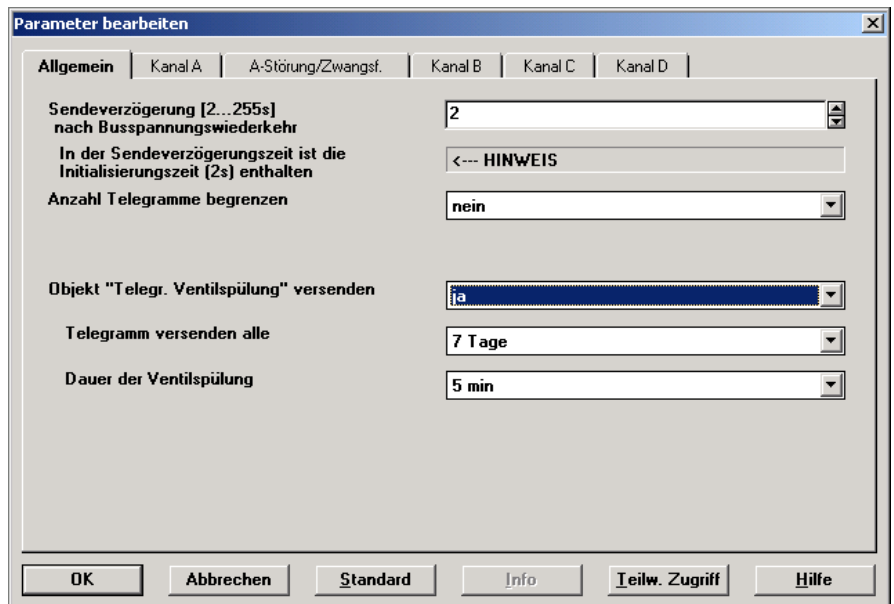 Parameter bearbeiten
Allgemein
Kanal A
A-Störung/Zwangsf.
Kanal B
Kanal C
Kanal D
Sendeverzögerung [2...255s]
nach Busspannungswiederkehr
2
In der Sendeverzögerungszeit ist die
Initialisierungszeit (2s) enthalten
<--- HINWEIS
Anzahl Telegramme begrenzen
nein
Objekt "Telegr. Ventilspülung" versenden
ja
Telegramm versenden alle
7 Tage
Dauer der Ventilspülung
5 min
OK
Abbrechen
Standard
Info
Teilw. Zugriff
Hilfe